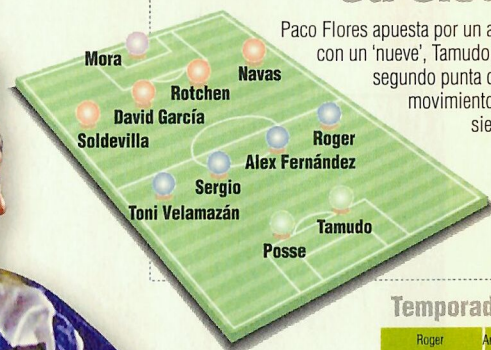 Paco Flores apuesta por un
con un 'nueve', Tamudo
segundo punta
movimiento
Mora
Navas
Rotchen
David García
Soldevilla
Roger
Alex Fernández
Sergio
Toni Velamazán
Tamudo
Posse
Temporad
Roger